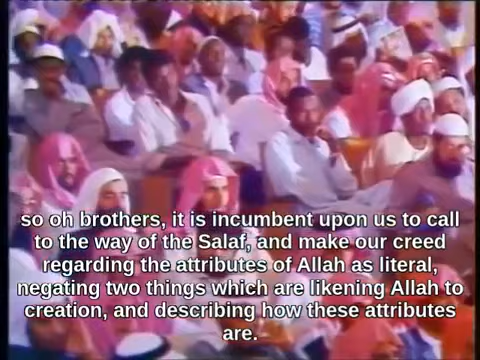 so oh brothers, it is incumbent upon us to call
to the way of the Salaf, and make our creed
regarding the attributes of Allah as literal,
negating two things which are likening Allah to
creation, and describing how these attributes
are.